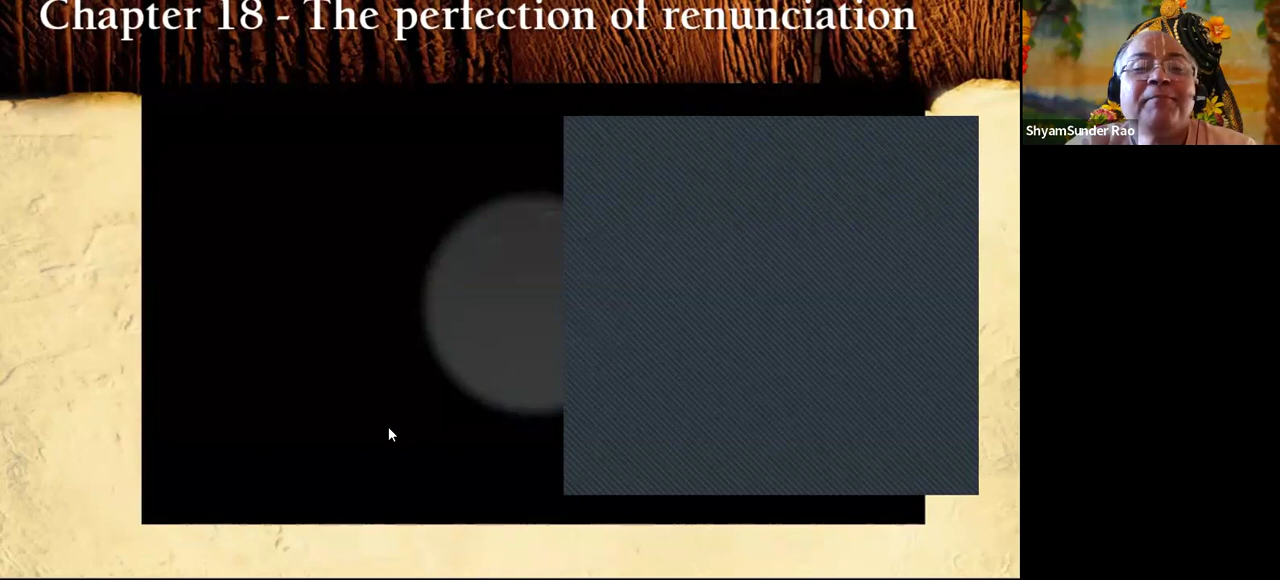 Chapter 18 - The perfection of renunciation
ShyamSunder Rao